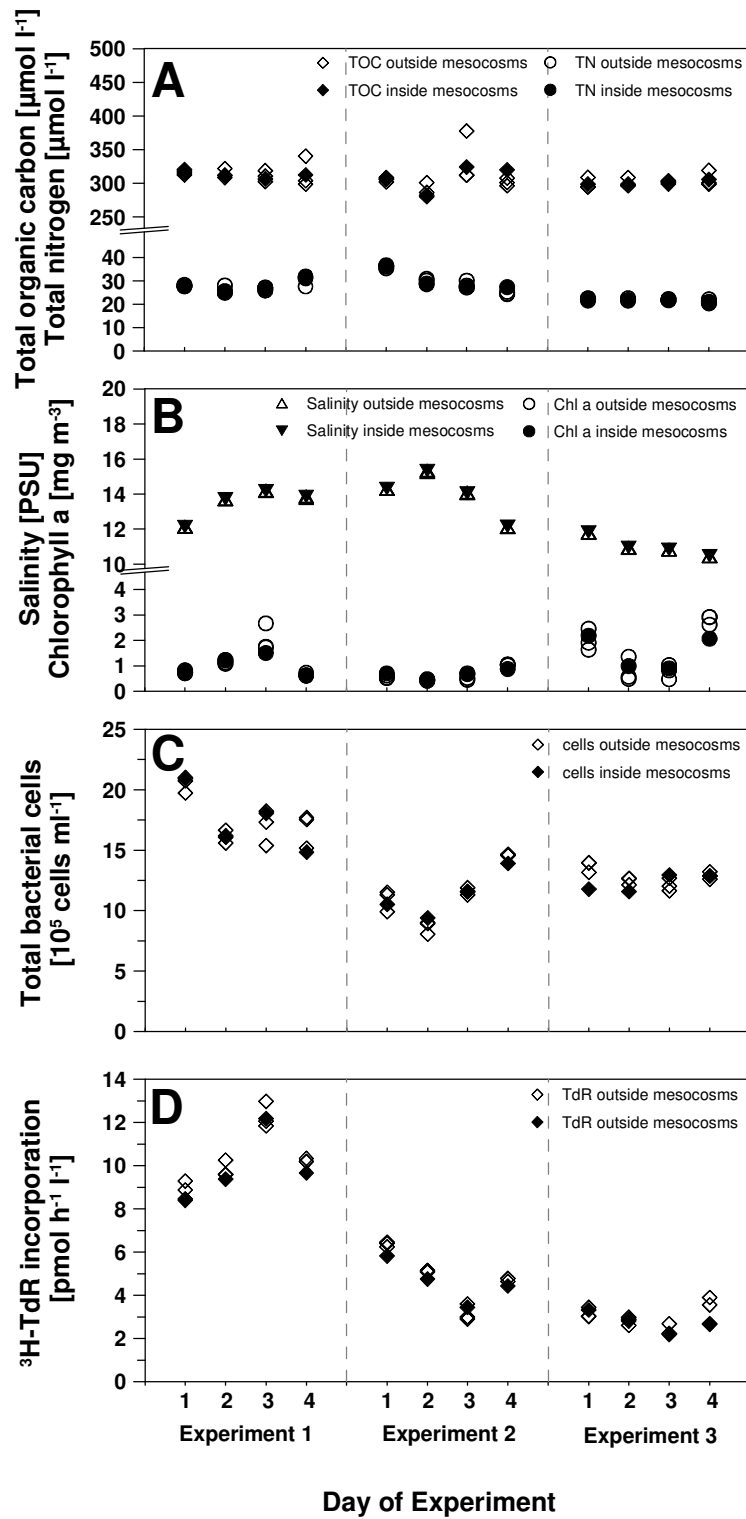 Total organic carbon [µmol l⁻¹]
Total nitrogen [µmol l⁻¹]
A
TOC outside mesocosms
TN outside mesocosms
TOC inside mesocosms
TN inside mesocosms
500
450
400
350
300
250
40
30
20
10
0
Salinity [PSU]
Chlorophyll a [mg m⁻³]
B
Salinity outside mesocosms
Chl a outside mesocosms
Salinity inside mesocosms
Chl a inside mesocosms
20
18
16
14
12
10
4
3
2
1
0
Total bacterial cells
[10⁵ cells ml⁻¹]
C
cells outside mesocosms
cells inside mesocosms
25
20
15
10
5
0
³H-TdR incorporation
[pmol h⁻¹ l⁻¹]
D
TdR outside mesocosms
TdR outside mesocosms
14
12
10
8
6
4
2
0
1 2 3 4 1 2 3 4 1 2 3 4
Experiment 1 Experiment 2 Experiment 3
Day of Experiment